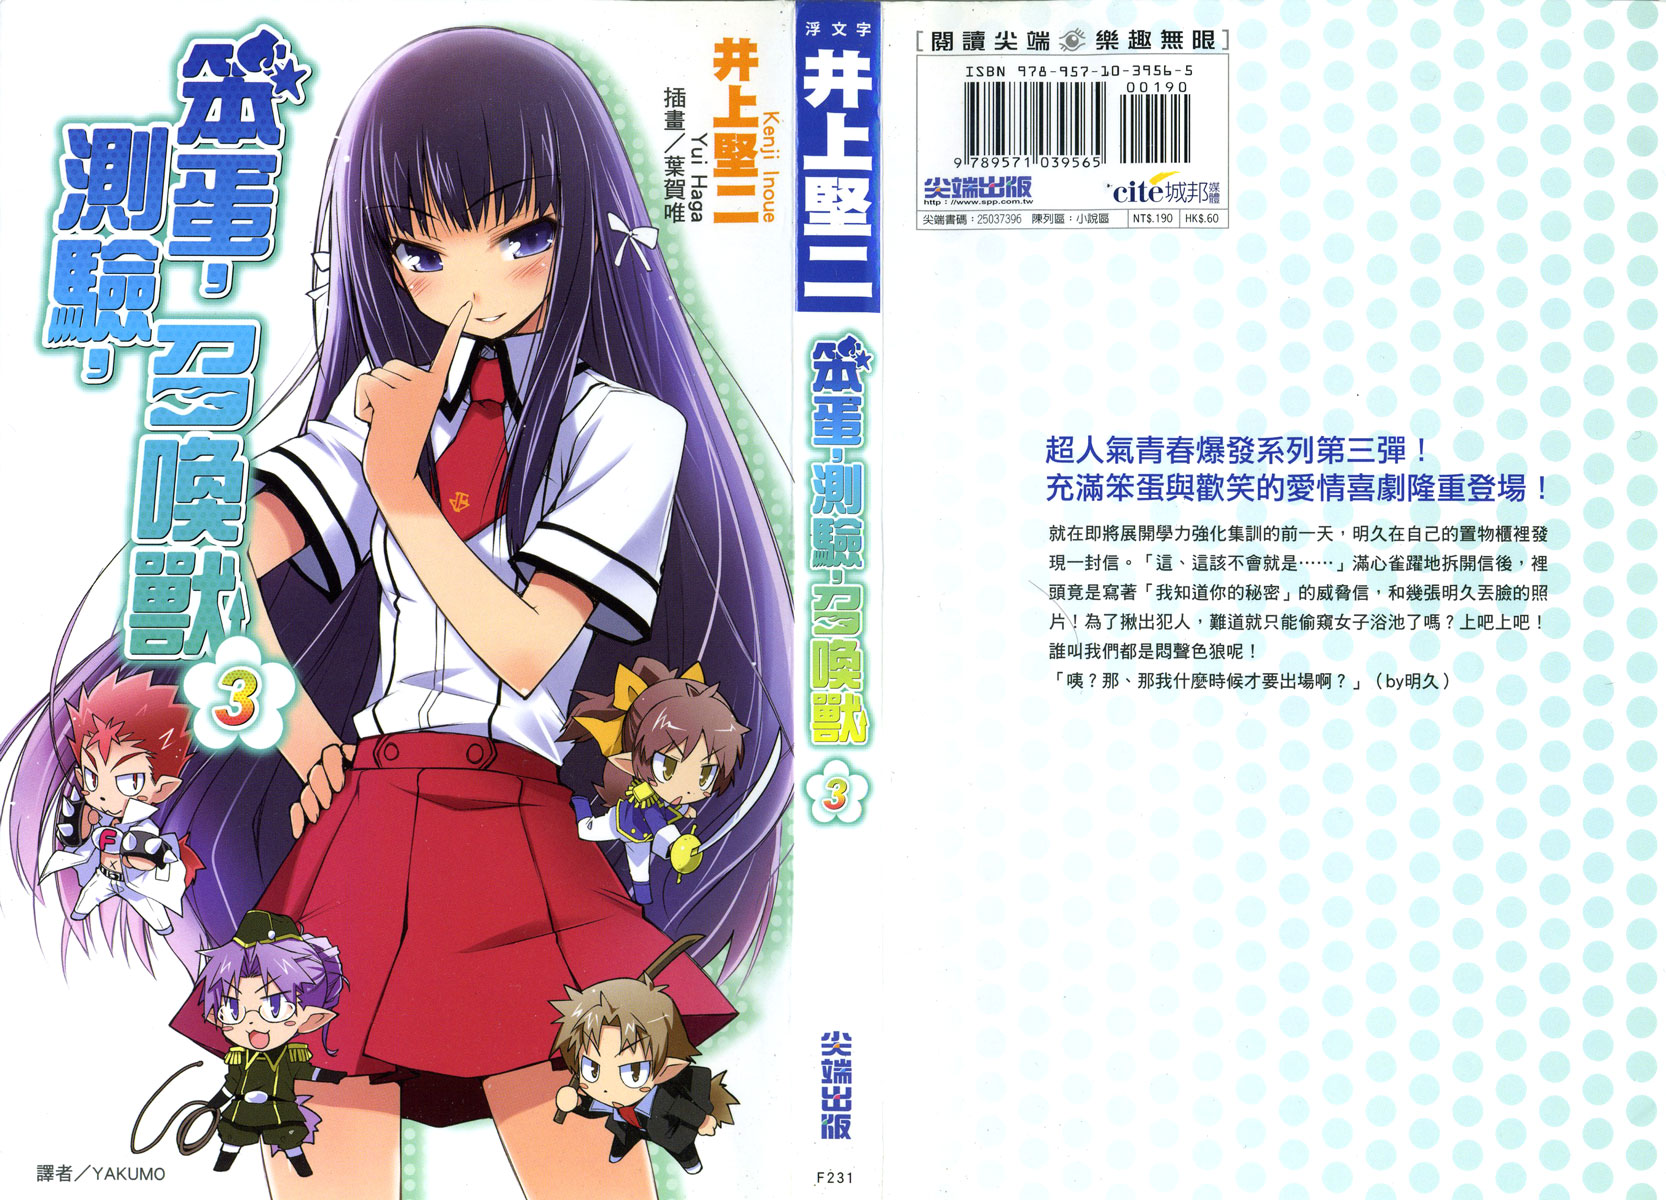 笨蛋，
測驗，
召喚獸
3
井上堅二
Kenji Inoue
插畫／葉賀唯
Yui Haga
F
譯者／YAKUMO
浮文字
井上堅二
笨蛋，測驗，召喚獸
3
尖端出版
F231
[閱讀尖端 樂趣無限]
ISBN 978-957-10-3956-5
00190
9 789571 039565
尖端出版
http://www.spp.com.tw
cité城邦媒體
尖端書碼：25037396 陳列區：小說區 NT$.190 HK$.60
超人氣青春爆發系列第三彈！
充滿笨蛋與歡笑的愛情喜劇隆重登場！
就在即將展開學力強化集訓的前一天，明久在自己的置物櫃裡發
現一封信。「這、這該不會就是……」滿心雀躍地拆開信後，裡
頭竟是寫著「我知道你的秘密」的威脅信，和幾張明久丟臉的照
片！為了揪出犯人，難道就只能偷窺女子浴池了嗎？上吧上吧！
誰叫我們都是悶聲色狼呢！
「咦？那、那我什麼時候才要出場啊？」（by明久）